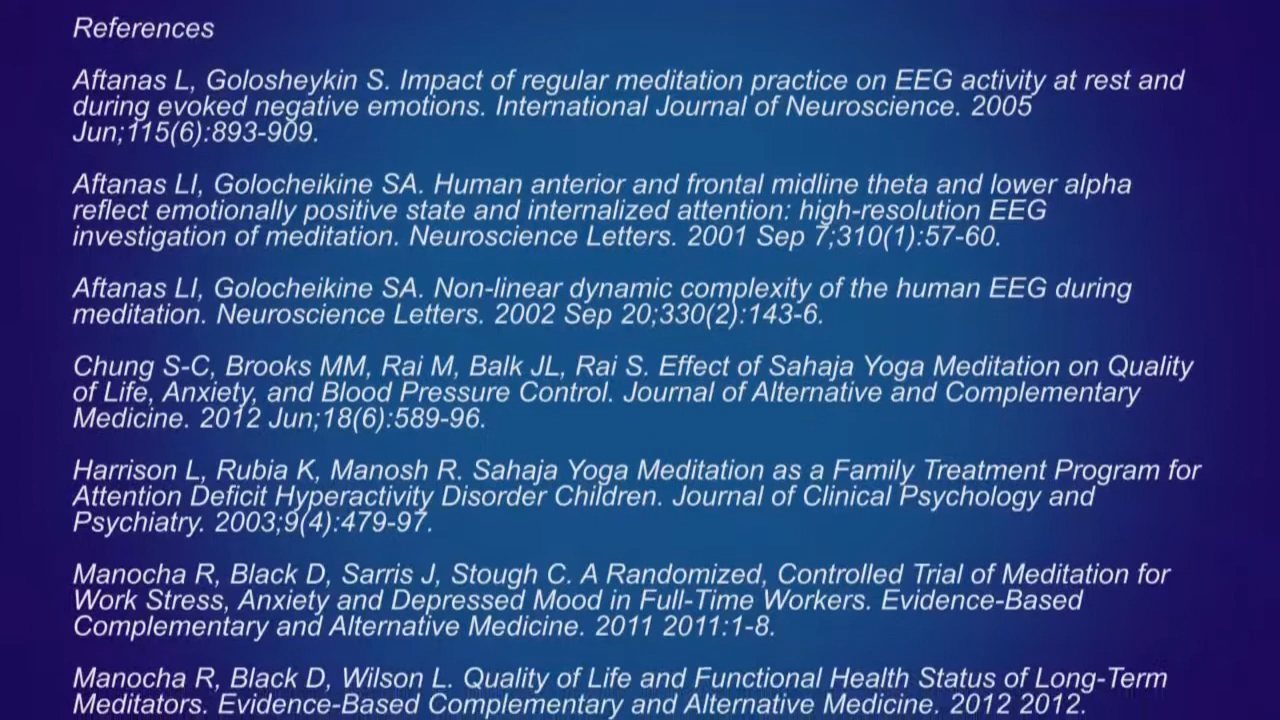 References
Aftanas L, Golosheykin S. Impact of regular meditation practice on EEG activity at rest and
during evoked negative emotions. International Journal of Neuroscience. 2005
Jun;115(6):893-909.
Aftanas LI, Golocheikine SA. Human anterior and frontal midline theta and lower alpha
reflect emotionally positive state and internalized attention: high-resolution EEG
investigation of meditation. Neuroscience Letters. 2001 Sep 7;310(1):57-60.
Aftanas LI, Golocheikine SA. Non-linear dynamic complexity of the human EEG during
meditation. Neuroscience Letters. 2002 Sep 20;330(2):143-6.
Chung S-C, Brooks MM, Rai M, Balk JL, Rai S. Effect of Sahaja Yoga Meditation on Quality
of Life, Anxiety, and Blood Pressure Control. Journal of Alternative and Complementary
Medicine. 2012 Jun;18(6):589-96.
Harrison L, Rubia K, Manosh R. Sahaja Yoga Meditation as a Family Treatment Program for
Attention Deficit Hyperactivity Disorder Children. Journal of Clinical Psychology and
Psychiatry. 2003;9(4):479-97.
Manocha R, Black D, Sarris J, Stough C. A Randomized, Controlled Trial of Meditation for
Work Stress, Anxiety and Depressed Mood in Full-Time Workers. Evidence-Based
Complementary and Alternative Medicine. 2011 2011:1-8.
Manocha R, Black D, Wilson L. Quality of Life and Functional Health Status of Long-Term
Meditators. Evidence-Based Complementary and Alternative Medicine. 2012 2012.